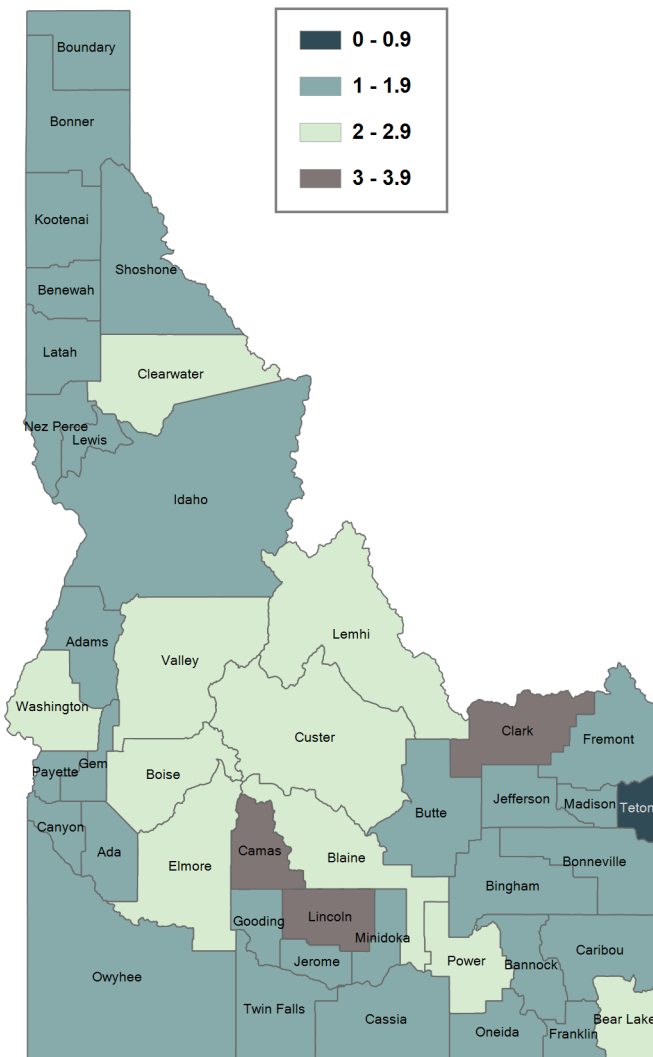 0 - 0.9
1 - 1.9
2 - 2.9
3 - 3.9
Boundary
Bonner
Kootenai
Shoshone
Benewah
Latah
Clearwater
Nez Perce
Lewis
Idaho
Lemhi
Adams
Valley
Washington
Custer
Clark
Fremont
Payette
Gem
Boise
Butte
Jefferson
Madison
Teton
Canyon
Ada
Camas
Blaine
Elmore
Bonneville
Bingham
Gooding
Lincoln
Minidoka
Jerome
Power
Bannock
Caribou
Owyhee
Twin Falls
Cassia
Oneida
Franklin
Bear Lake